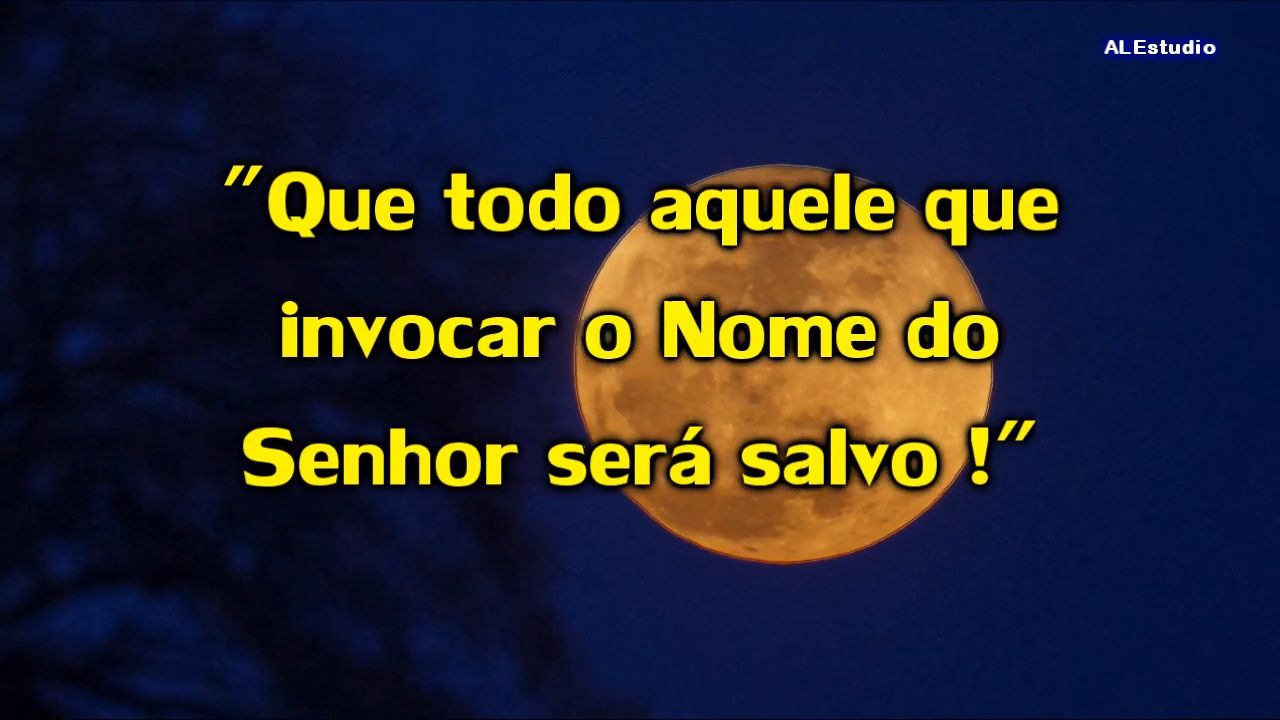 ALEstudio
"Que todo aquele que
invocar o Nome do
Senhor será salvo !"